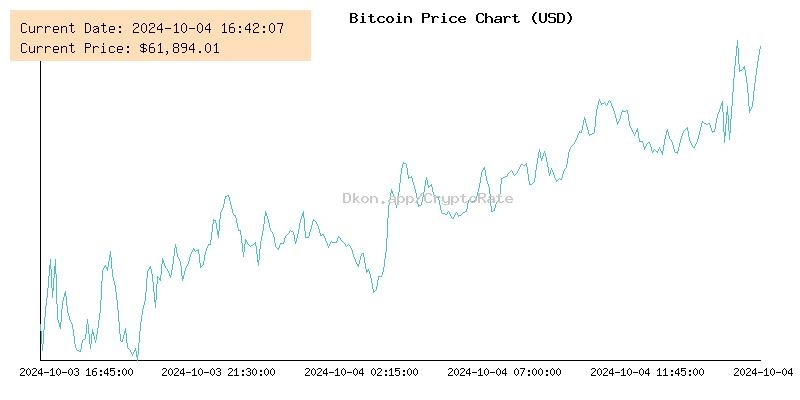 Bitcoin Price Chart (USD)
Current Date: 2024-10-04 16:42:07
Current Price: $61,894.01
Dkon.app/CryptoRate
2024-10-03 16:45:00 2024-10-03 21:30:00 2024-10-04 02:15:00 2024-10-04 07:00:00 2024-10-04 11:45:00 2024-10-04